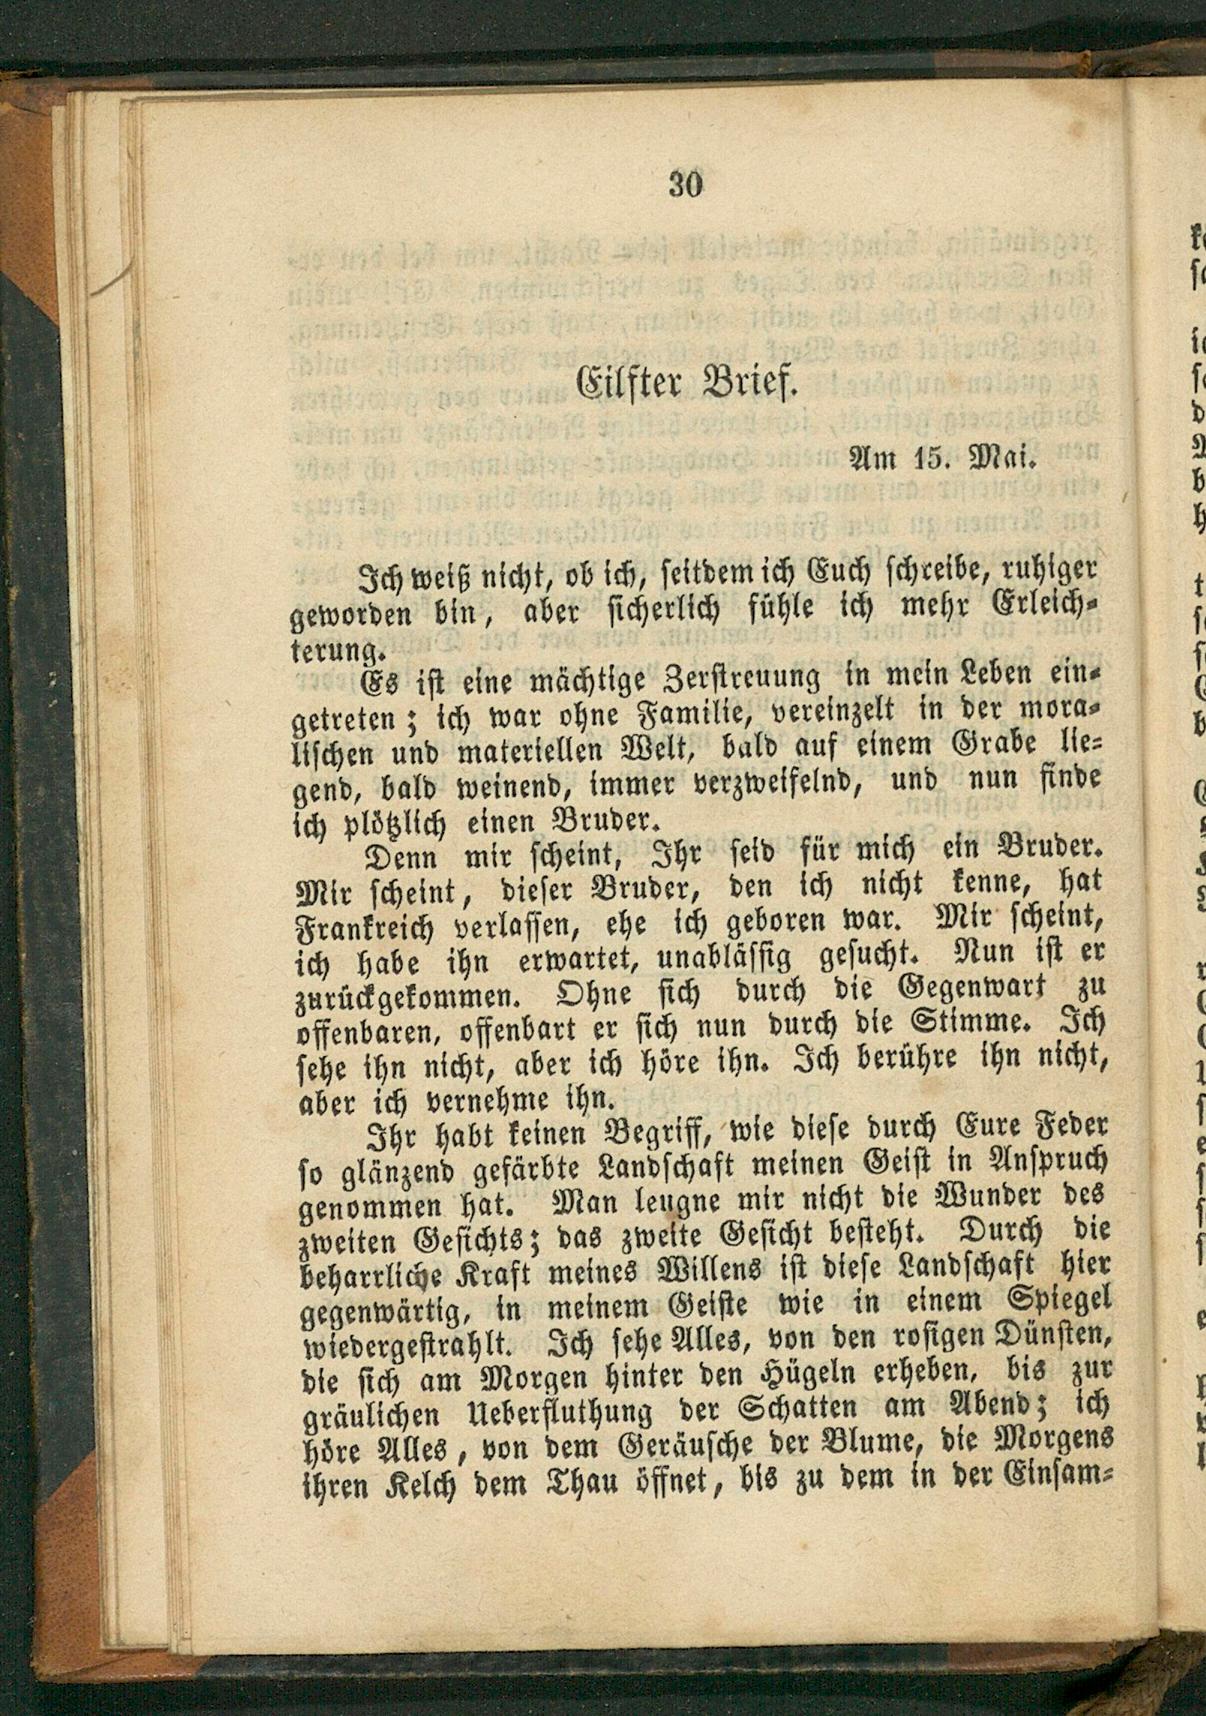 30
Eilfter Brief.
Am 15. Mai.
Ich weiß nicht, ob ich, seitdem ich Euch schreibe, ruhiger
geworden bin, aber sicherlich fühle ich mehr Erleich-
terung.
Es ist eine mächtige Zerstreuung in mein Leben ein-
getreten; ich war ohne Familie, vereinzelt in der mora-
lischen und materiellen Welt, bald auf einem Grabe lie-
gend, bald weinend, immer verzweifelnd, und nun finde
ich plötzlich einen Bruder.
Denn mir scheint, Ihr seid für mich ein Bruder.
Mir scheint, dieser Bruder, den ich nicht kenne, hat
Frankreich verlassen, ehe ich geboren war. Mir scheint,
ich habe ihn erwartet, unablässig gesucht. Nun ist er
zurückgekommen. Ohne sich durch die Gegenwart zu
offenbaren, offenbart er sich nun durch die Stimme. Ich
sehe ihn nicht, aber ich höre ihn. Ich berühre ihn nicht,
aber ich vernehme ihn.
Ihr habt keinen Begriff, wie diese durch Eure Feder
so glänzend gefärbte Landschaft meinen Geist in Anspruch
genommen hat. Man leugne mir nicht die Wunder des
zweiten Gesichts; das zweite Gesicht besteht. Durch die
beharrliche Kraft meines Willens ist diese Landschaft hier
gegenwärtig, in meinem Geiste wie in einem Spiegel
wiedergestrahlt. Ich sehe Alles, von den rosigen Dünsten,
die sich am Morgen hinter den Hügeln erheben, bis zur
gräulichen Ueberfluthung der Schatten am Abend; ich
höre Alles, von dem Geräusche der Blume, die Morgens
ihren Kelch dem Thau öffnet, bis zu dem in der Einsam-